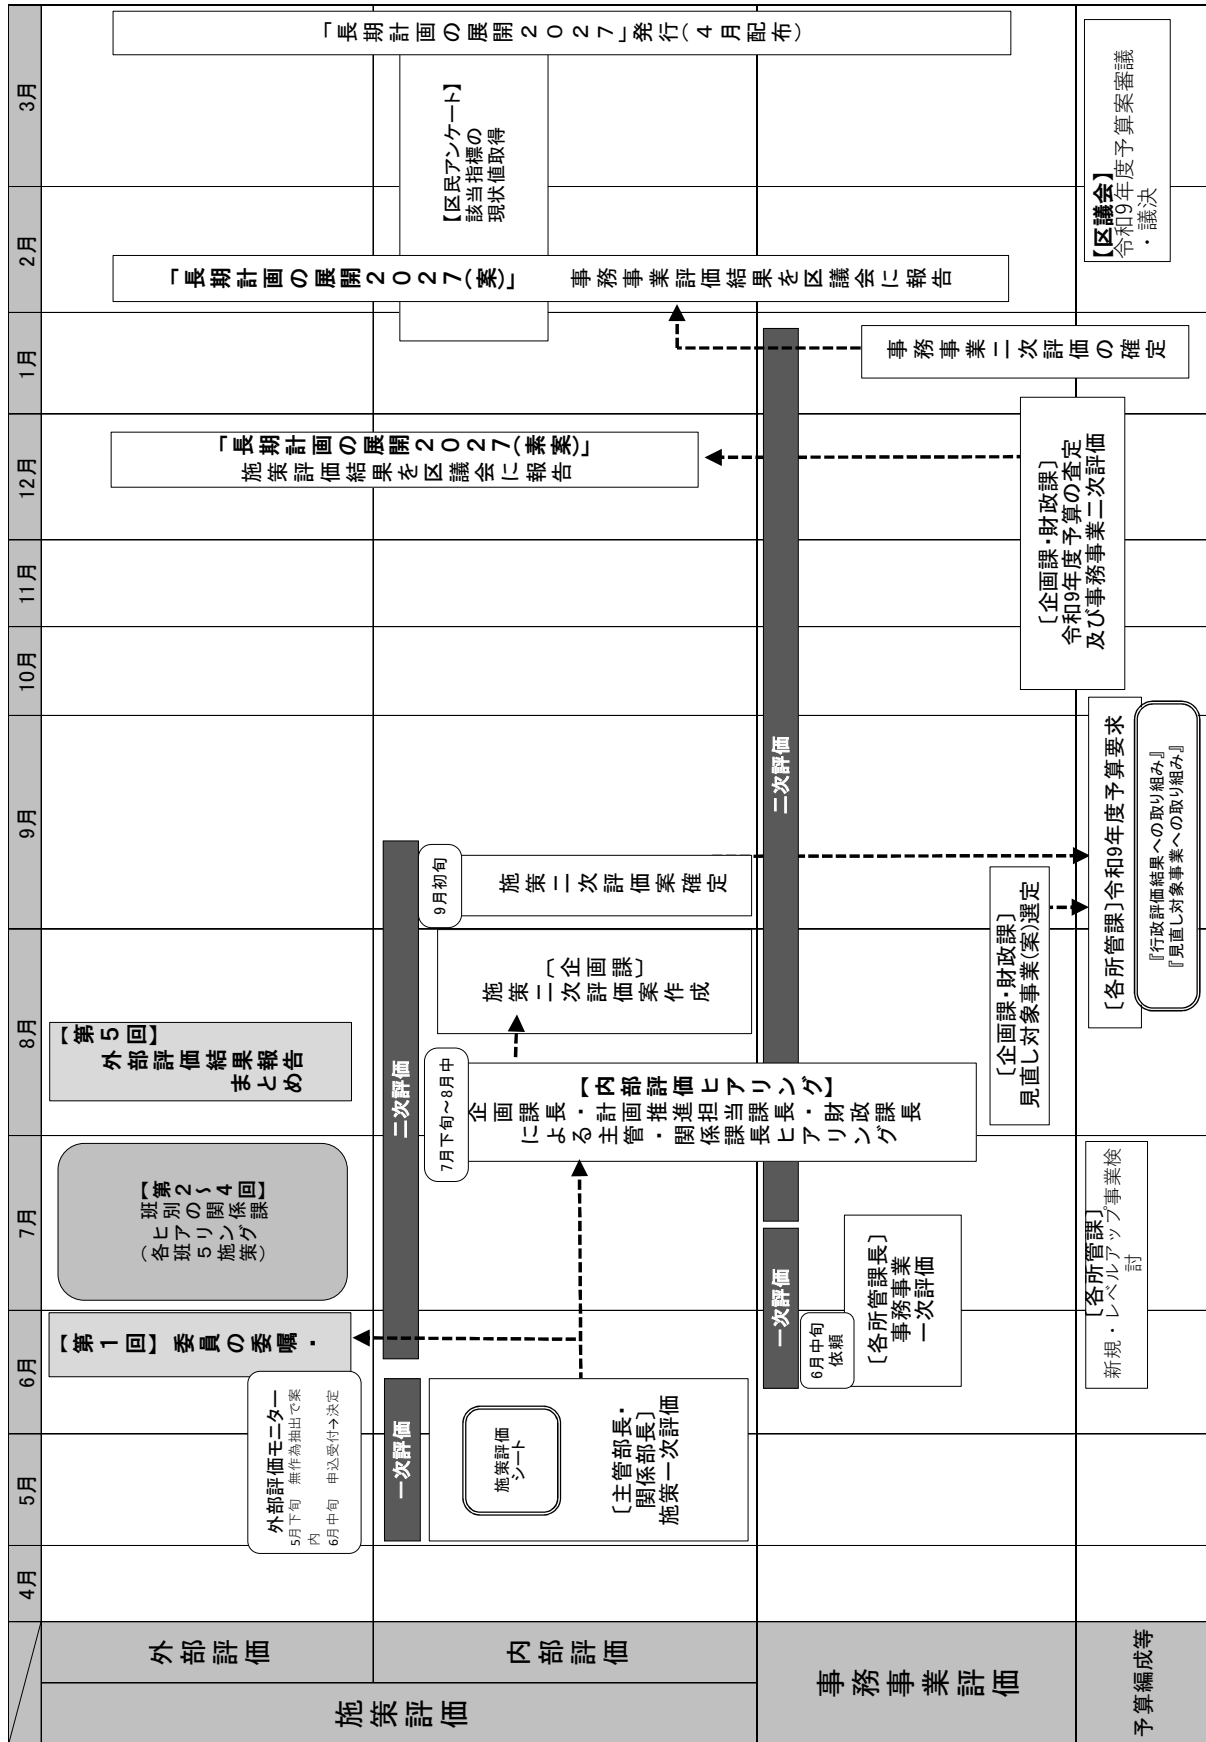 4月
5月
6月
7月
8月
9月
10月
11月
12月
1月
2月
3月
施策評価
外部評価
外部評価モニター
5月下旬　無作為抽出で案
内
6月中旬　申込受付→決定
【第1回】委員の委嘱・
【第2～4回】
班別の関係課
ヒアリング
(各班5施策)
【第5回】
外部評価結果報告
まとめ
「長期計画の展開2027(素案)」
施策評価結果を区議会に報告
「長期計画の展開2027(案)」　事務事業評価結果を区議会に報告
「長期計画の展開2027」発行(4月配布)
内部評価
一次評価
施策評価
シート
〔主管部長・
関係部長〕
施策一次評価
二次評価
7月下旬～8月中
【内部評価ヒアリング】
企画課長・計画推進担当課長・財政課長
による主管・関係課長ヒアリング
〔企画課〕
施策二次評価案作成
9月初旬
施策二次評価案確定
【区民アンケート】
該当指標の
現状値取得
事務事業評価
一次評価
6月中旬
依頼
〔各所管課長〕
事務事業
一次評価
二次評価
〔企画課・財政課〕
見直し対象事業(案)選定
〔企画課・財政課〕
令和9年度予算の査定
及び事務事業二次評価
事務事業二次評価の確定
予算編成等
〔各所管課〕
新規・レベルアップ事業検
討
〔各所管課〕令和9年度予算要求
『行政評価結果への取り組み』
『見直し対象事業への取り組み』
【区議会】
令和9年度予算案審議
・議決